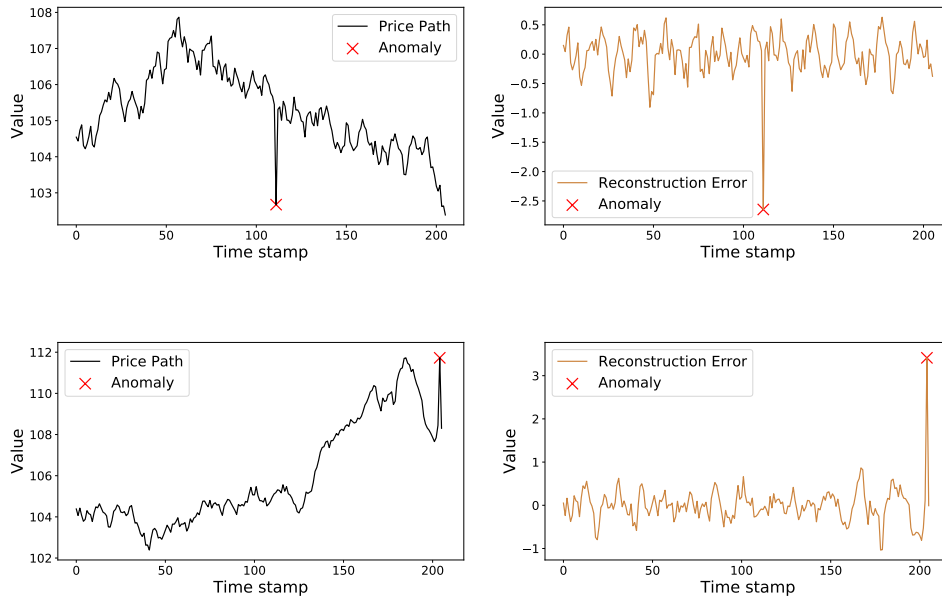 108
107
106
105
104
103
Value
0
50
100
150
200
Time stamp
Price Path
Anomaly
0.5
0.0
−0.5
−1.0
−1.5
−2.0
−2.5
Value
0
50
100
150
200
Time stamp
Reconstruction Error
Anomaly
112
110
108
106
104
102
Value
0
50
100
150
200
Time stamp
Price Path
Anomaly
3
2
1
0
−1
Value
0
50
100
150
200
Time stamp
Reconstruction Error
Anomaly